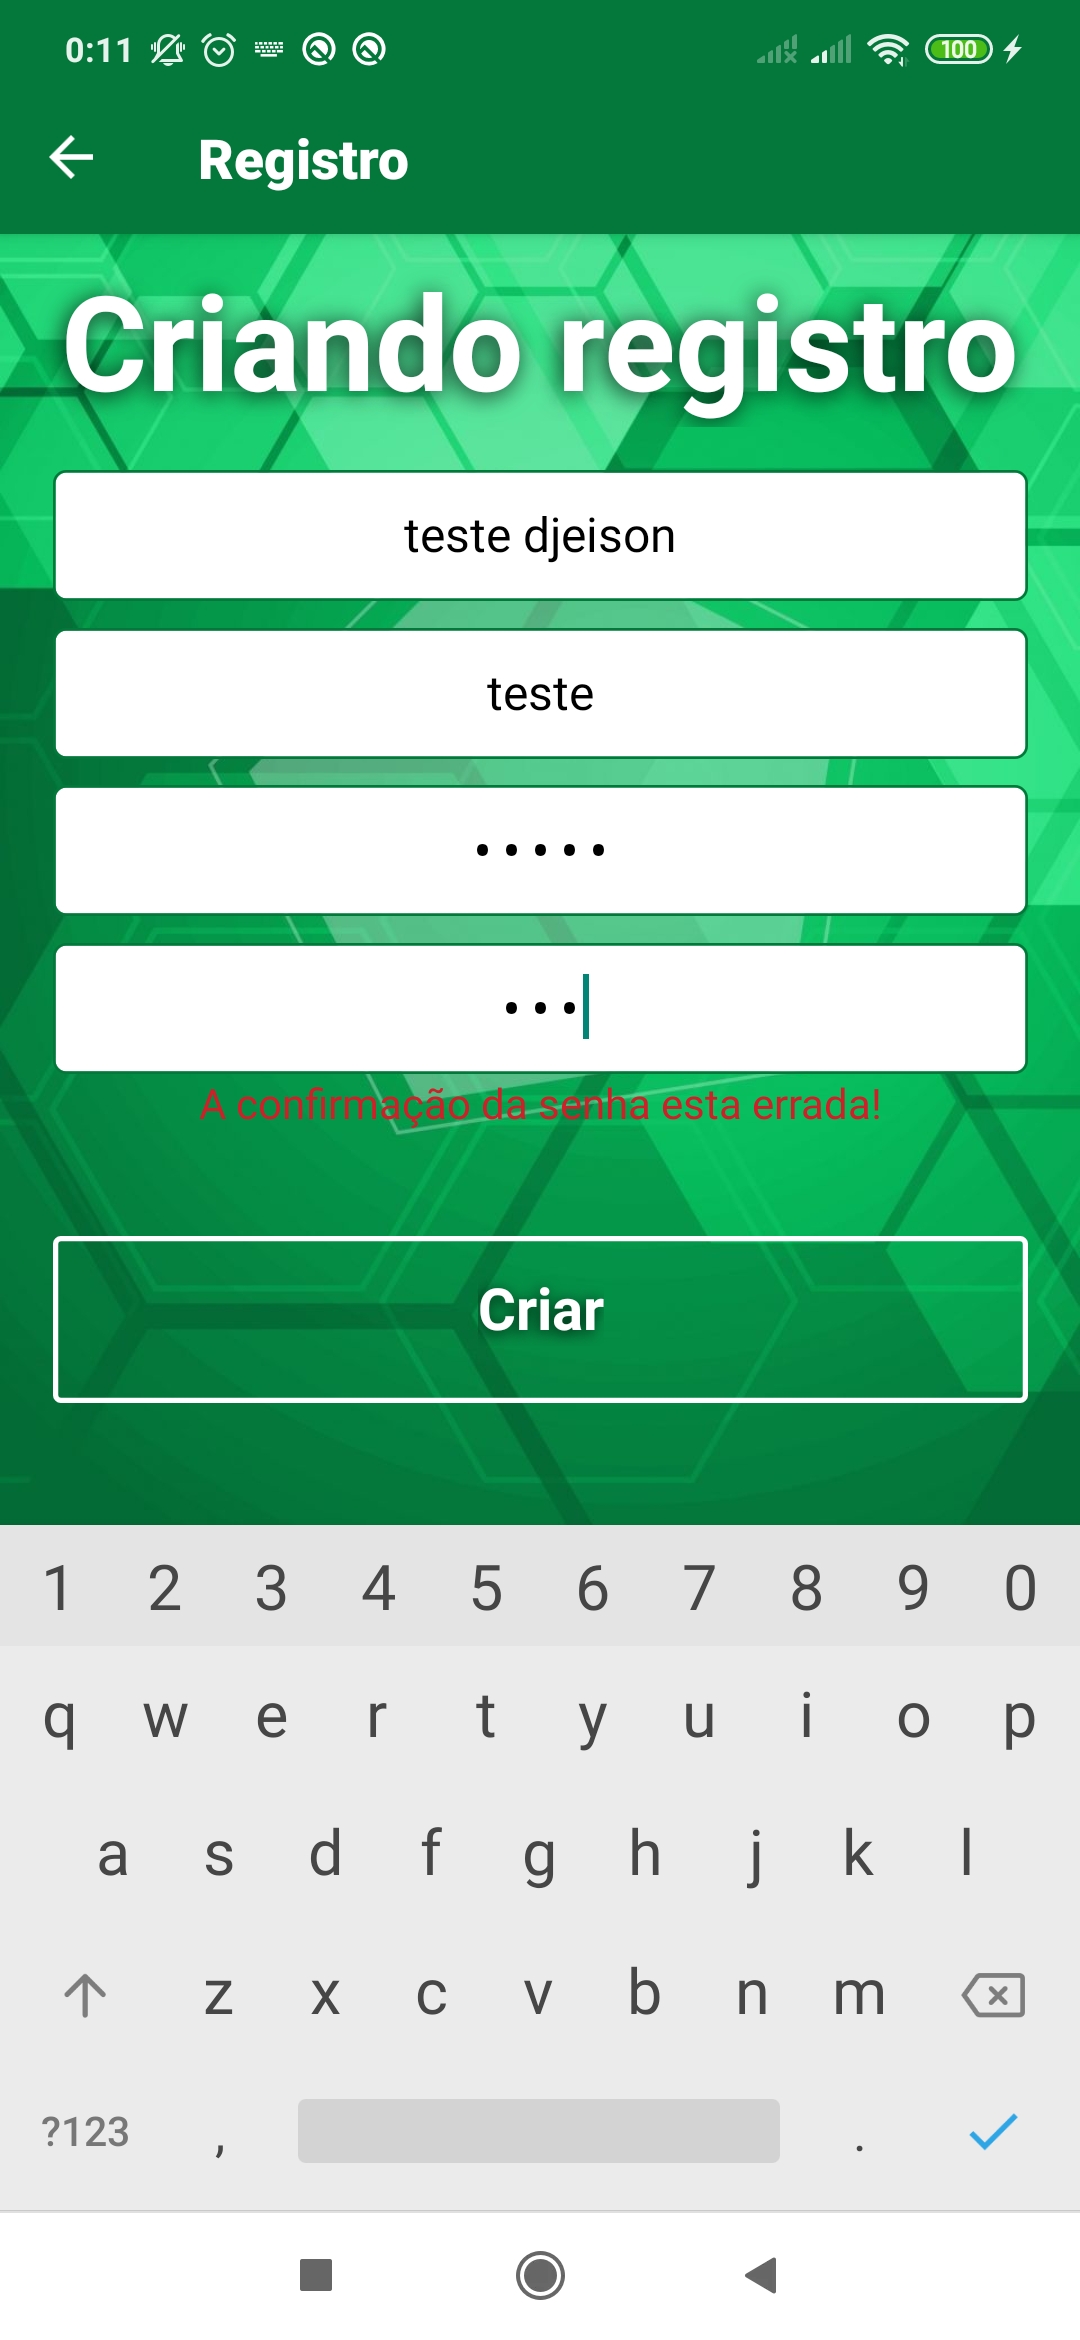 0:11
100
Registro
Criando registro
teste djeison
teste
•••••
•••
A confirmação da senha esta errada!
Criar
1 2 3 4 5 6 7 8 9 0
q w e r t y u i o p
a s d f g h j k l
z x c v b n m
?123 , .